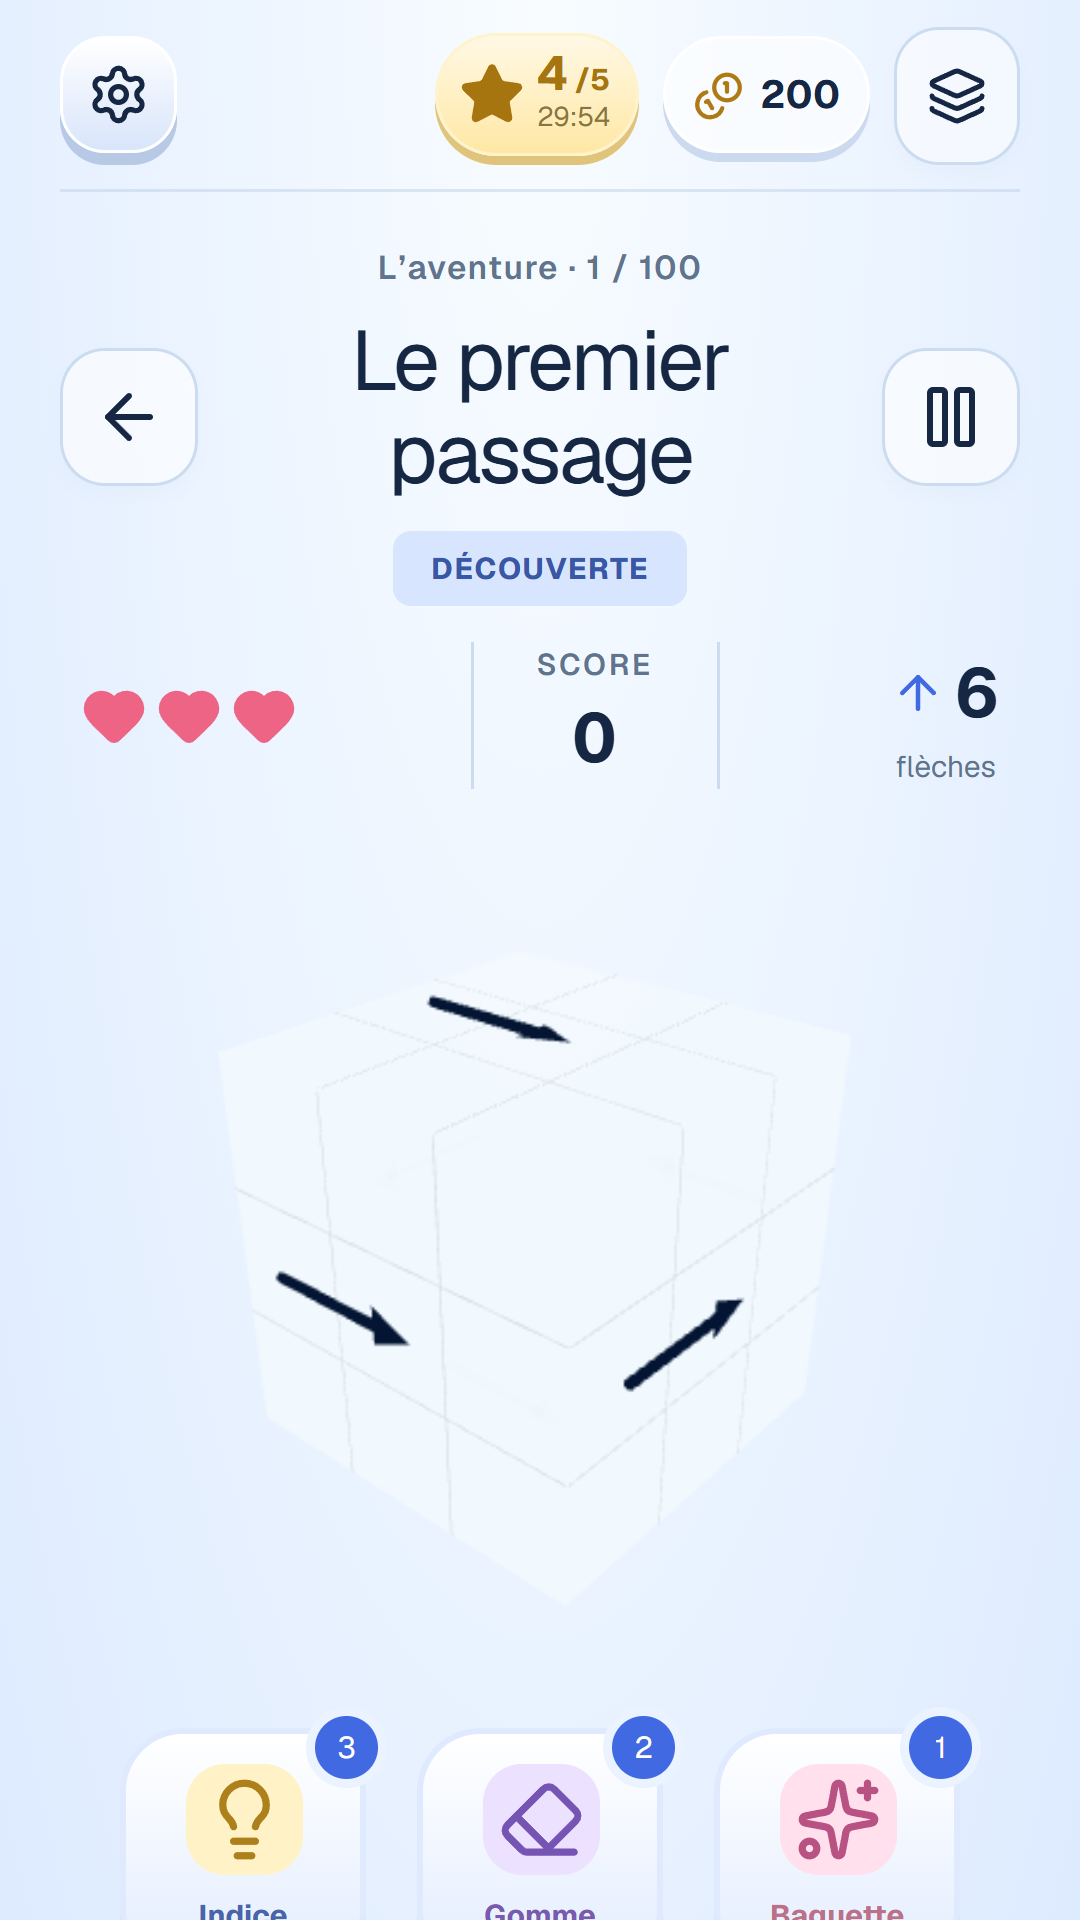 4 /5
29:54
200
L’aventure · 1 / 100
Le premier
passage
DÉCOUVERTE
SCORE
0
6
flèches
3
2
1
Indice
Gomme
Baguette